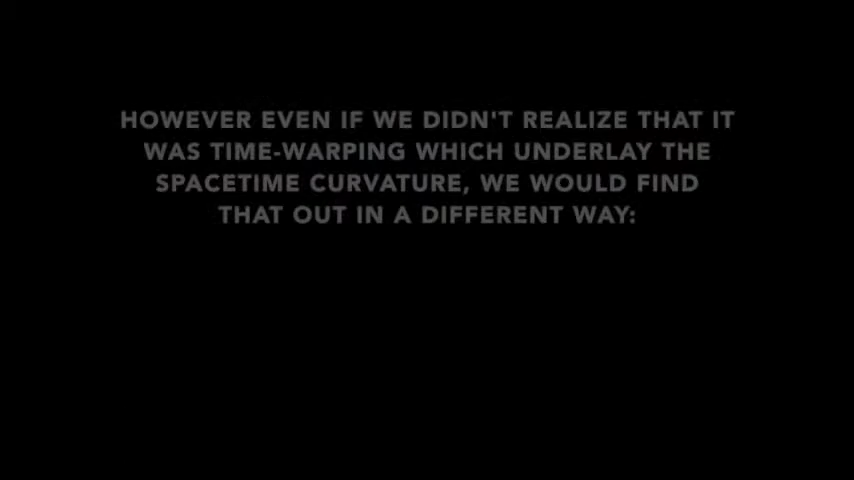 HOWEVER EVEN IF WE DIDN'T REALIZE THAT IT
WAS TIME-WARPING WHICH UNDERLAY THE
SPACETIME CURVATURE, WE WOULD FIND
THAT OUT IN A DIFFERENT WAY: